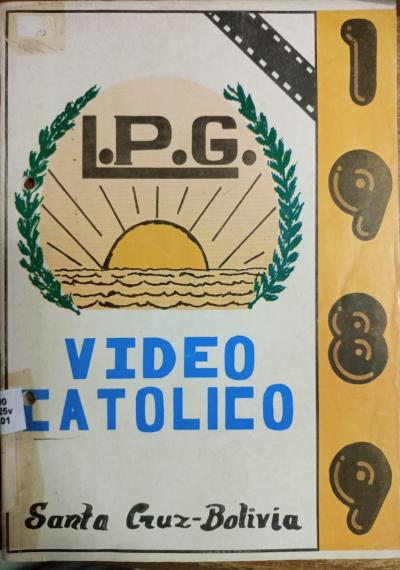 L.P.G.
VIDEO
CATOLICO
Santa Cruz-Bolivia
1989